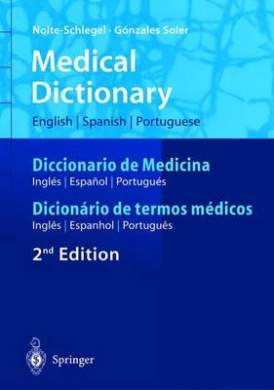 Nolte-Schlegel · Gónzales Soler
Medical
Dictionary
English | Spanish | Portuguese
Diccionario de Medicina
Inglés | Español | Portugués
Dicionário de termos médicos
Inglês | Espanhol | Português
2nd Edition
Springer